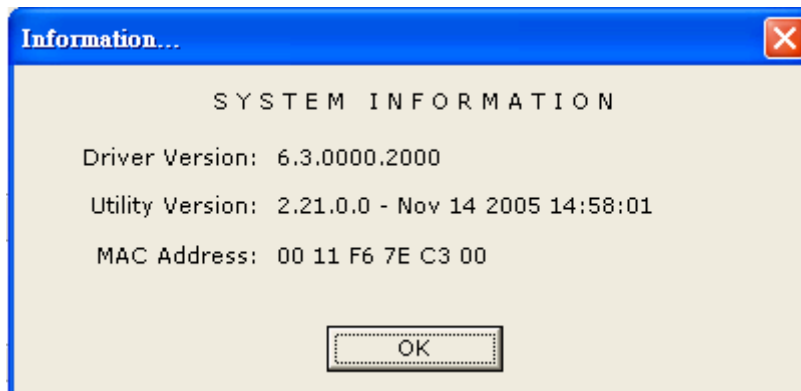 Information...
SYSTEM INFORMATION
Driver Version: 6.3.0000.2000
Utility Version: 2.21.0.0 - Nov 14 2005 14:58:01
MAC Address: 00 11 F6 7E C3 00
OK